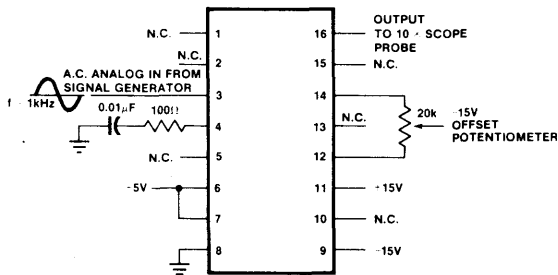 N.C.
1
N.C.
2
A.C. ANALOG IN FROM
SIGNAL GENERATOR
3
f 1kHz
0.01µF
100Ω
4
N.C.
5
-5V
6
7
8
OUTPUT
TO 10 · SCOPE
PROBE
16
15
N.C.
14
20k
-15V
OFFSET
POTENTIOMETER
N.C.
13
12
11
+15V
10
N.C.
9
-15V